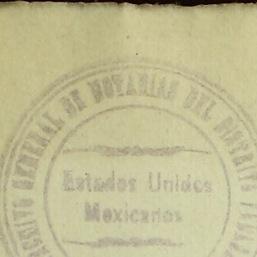 GENERAL DE NOTARIAS DEL DISTRITO
Estados Unidos
Mexicanos